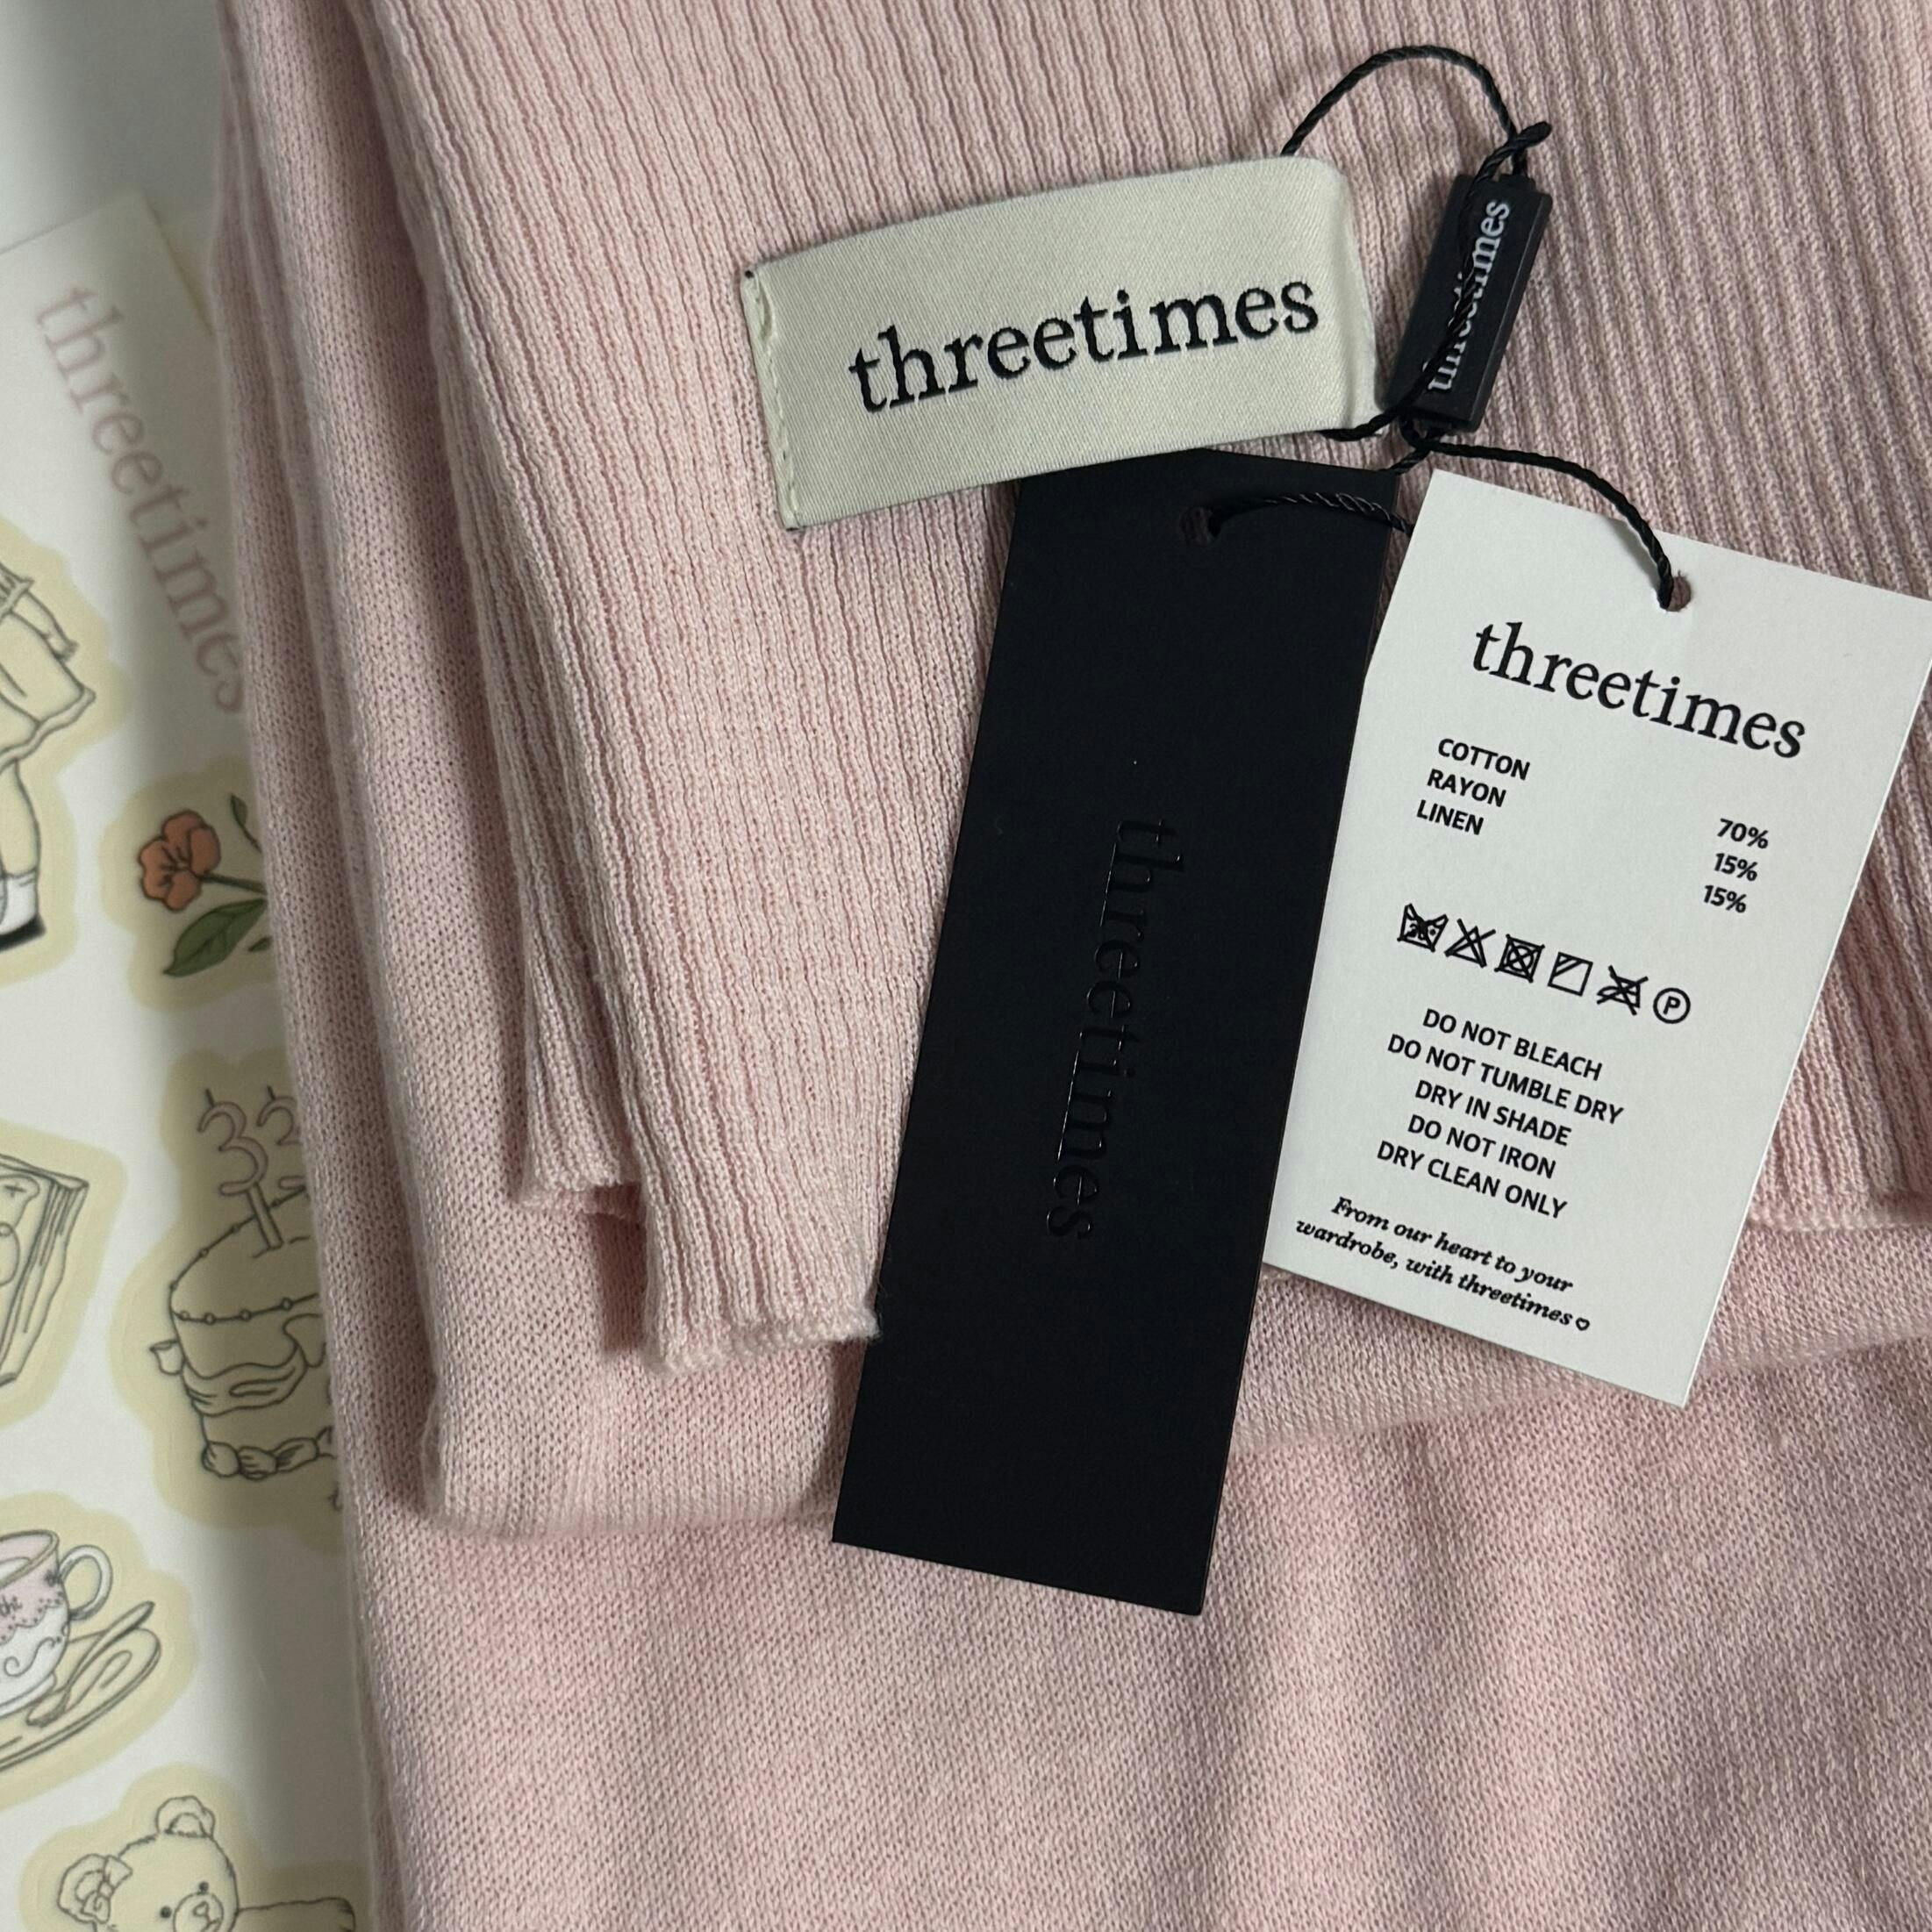 threetimes
threetimes
threetimes
threetimes
threetimes
COTTON 70%
RAYON 15%
LINEN 15%
P
DO NOT BLEACH
DO NOT TUMBLE DRY
DRY IN SHADE
DO NOT IRON
DRY CLEAN ONLY
From our heart to your
wardrobe, with threetimes♡
32